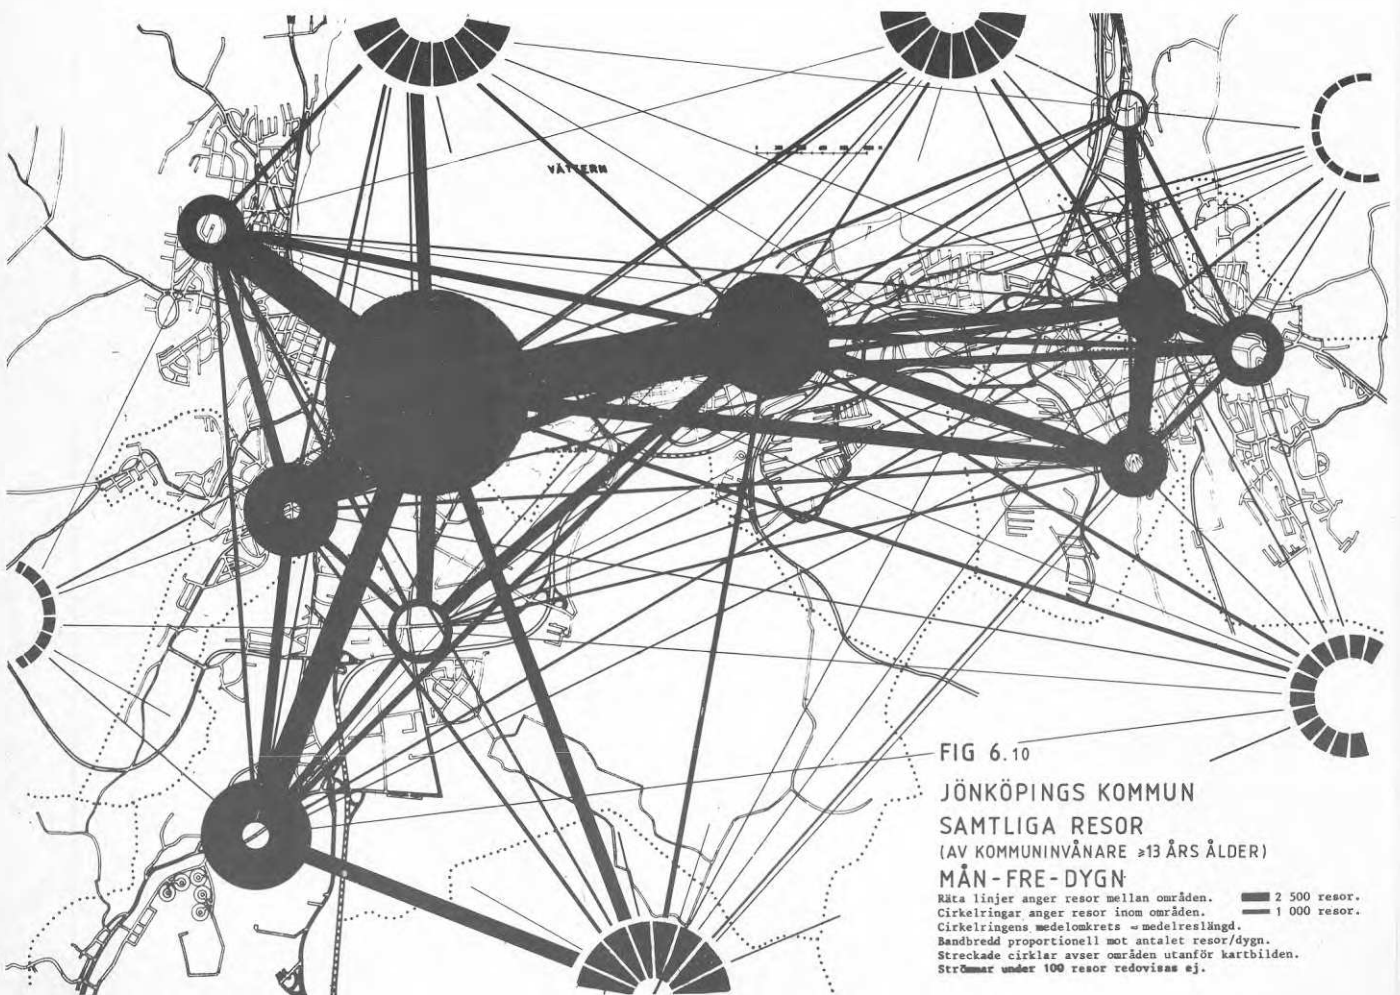 VÄTTERN
FIG 6.10
JÖNKÖPINGS KOMMUN
SAMTLIGA RESOR
(AV KOMMUNINVÅNARE ≥13 ÅRS ÅLDER)
MÅN-FRE-DYGN
Räta linjer anger resor mellan områden. 2 500 resor.
Cirkelringar anger resor inom områden. 1 000 resor.
Cirkelringens medelomkrets = medelreslängd.
Bandbredd proportionell mot antalet resor/dygn.
Streckade cirklar avser områden utanför kartbilden.
Strömmar under 100 resor redovisas ej.